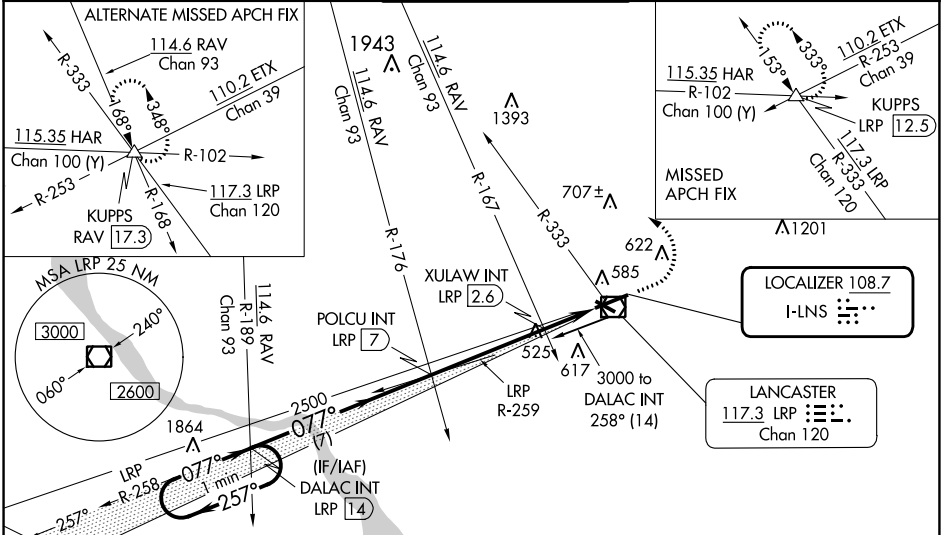 ALTERNATE MISSED APCH FIX
114.6 RAV
Chan 93
R-333
110.2 ETX
Chan 39
168°
348°
115.35 HAR
Chan 100 (Y)
R-102
R-253
117.3 LRP
Chan 120
KUPPS
RAV 17.3
R-168
1943
114.6 RAV
Chan 93
114.6 RAV
Chan 93
1393
R-167
R-333
707±
R-176
622
585
1201
153°
333°
110.2 ETX
R-253
Chan 39
115.35 HAR
R-102
Chan 100 (Y)
KUPPS
LRP 12.5
117.3 LRP
R-333
Chan 120
MISSED
APCH FIX
MSA LRP 25 NM
3000
240°
060°
2600
114.6 RAV
R-189
Chan 93
XULAW INT
LRP 2.6
POLCU INT
LRP 7
525
617
3000 to
DALAC INT
258° (14)
LRP
R-259
LOCALIZER 108.7
I-LNS
LANCASTER
117.3 LRP
Chan 120
2500
077°
(7)
1864
LRP
R-258
077°
1 min
257°
257°
(IF/IAF)
DALAC INT
LRP 14